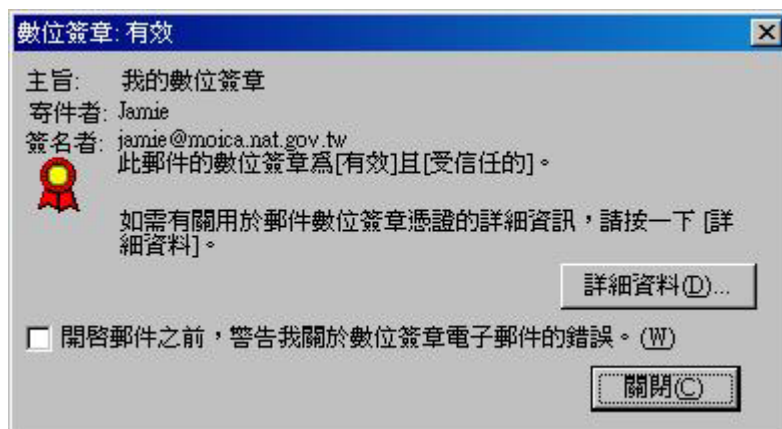 數位簽章: 有效
主旨: 我的數位簽章
寄件者: Jamie
簽名者: jamie@moica.nat.gov.tw
此郵件的數位簽章為[有效]且[受信任的]。
如需有關用於郵件數位簽章憑證的詳細資訊，請按一下 [詳
細資料]。
詳細資料(D)...
開啓郵件之前，警告我關於數位簽章電子郵件的錯誤。(W)
關閉(C)